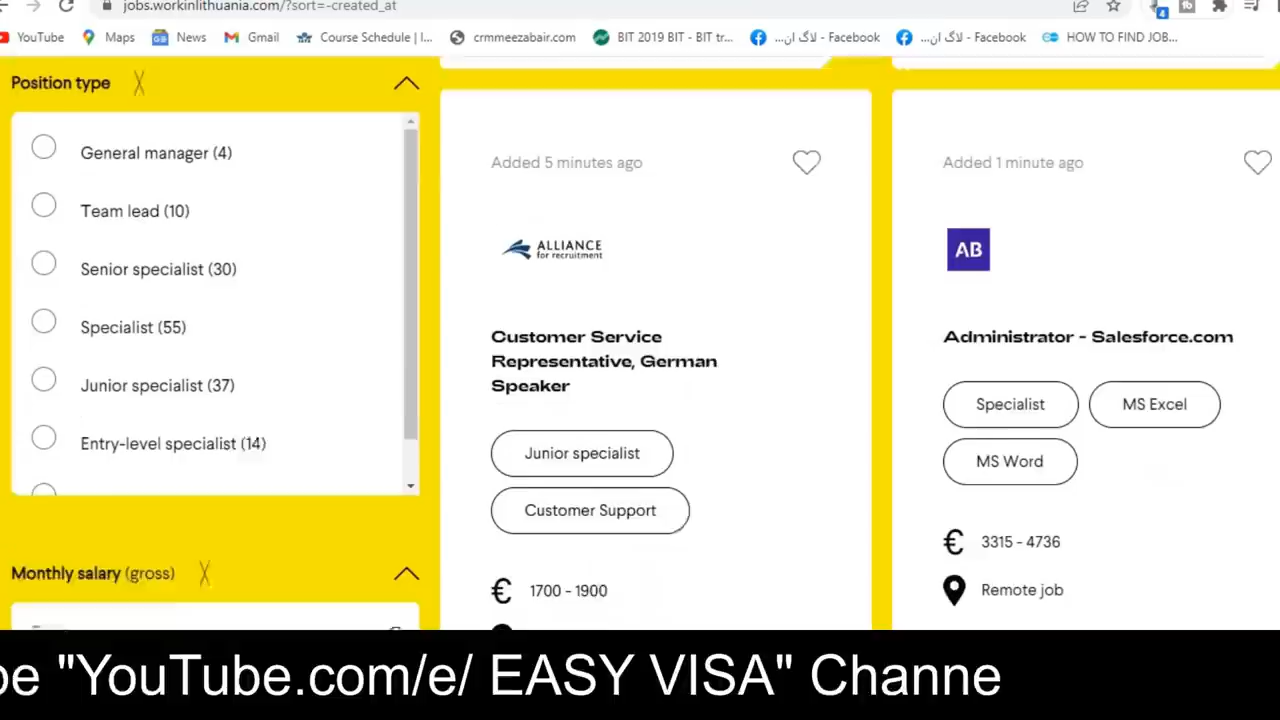 jobs.workinlithuania.com/?sort=-created_at
YouTube
Maps
News
Gmail
Course Schedule | I...
crmmeezabair.com
BIT 2019 BIT - BIT tr...
لاگ ان... - Facebook
لاگ ان... - Facebook
HOW TO FIND JOB...
Position type
General manager (4)
Team lead (10)
Senior specialist (30)
Specialist (55)
Junior specialist (37)
Entry-level specialist (14)
Monthly salary (gross)
Added 5 minutes ago
ALLIANCE
for recruitment
Customer Service
Representative, German
Speaker
Junior specialist
Customer Support
€ 1700 - 1900
Added 1 minute ago
AB
Administrator - Salesforce.com
Specialist
MS Excel
MS Word
€ 3315 - 4736
Remote job
be "YouTube.com/e/ EASY VISA" Channe